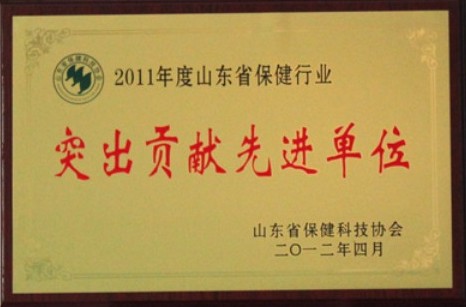 2011年度山东省保健行业
突出贡献先进单位
山东省保健科技协会
二〇一二年四月